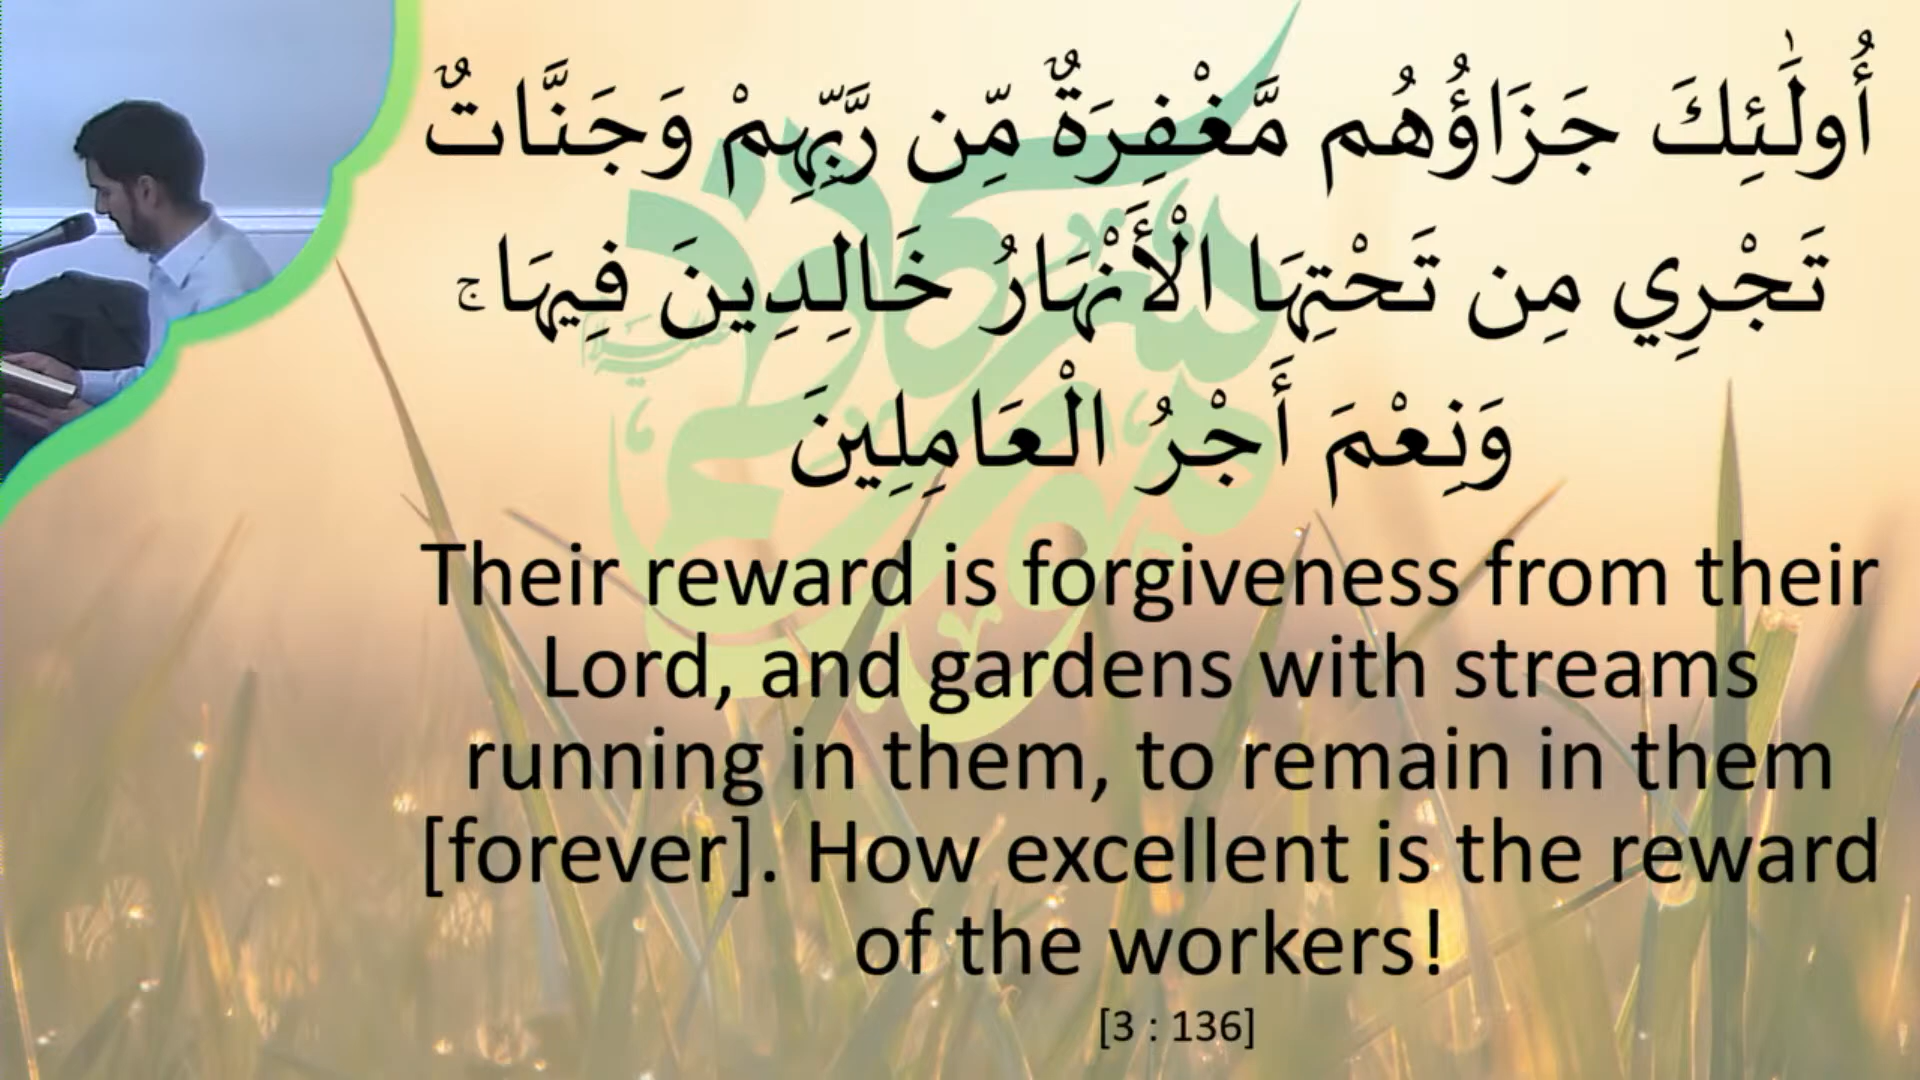 أُولَٰئِكَ جَزَاؤُهُم مَّغْفِرَةٌ مِّن رَّبِّهِمْ وَجَنَّاتٌ
تَجْرِي مِن تَحْتِهَا الْأَنْهَارُ خَالِدِينَ فِيهَا ۚ
وَنِعْمَ أَجْرُ الْعَامِلِينَ
Their reward is forgiveness from their
Lord, and gardens with streams
running in them, to remain in them
[forever]. How excellent is the reward
of the workers!
[3 : 136]